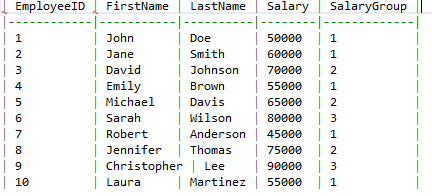 | EmployeeID | FirstName | LastName | Salary | SalaryGroup |
|------------|-----------|----------|--------|-------------|
| 1 | John | Doe | 50000 | 1 |
| 2 | Jane | Smith | 60000 | 1 |
| 3 | David | Johnson | 70000 | 2 |
| 4 | Emily | Brown | 55000 | 1 |
| 5 | Michael | Davis | 65000 | 2 |
| 6 | Sarah | Wilson | 80000 | 3 |
| 7 | Robert | Anderson | 45000 | 1 |
| 8 | Jennifer | Thomas | 75000 | 2 |
| 9 | Christopher | Lee | 90000 | 3 |
| 10 | Laura | Martinez | 55000 | 1 |